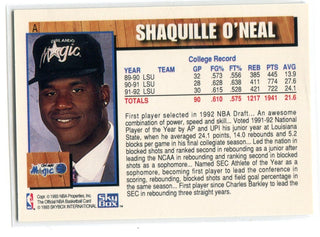 A
SHAQUILLE O'NEAL
ORLANDO
Magic
College Record
YEAR TEAM GP FG% FT% REB PTS AVG
89-90 LSU 32 .573 .556 385 445 13.9
90-91 LSU 28 .628 .638 411 774 27.6
91-92 LSU 30 .615 .528 421 722 24.1
TOTALS 90 .610 .575 1217 1941 21.6
First player selected in 1992 NBA Draft... An awesome
combination of power, speed and skill... Voted 1991-92 National
Player of the Year by AP and UPI his junior year at Louisiana
State, when he averaged 24.1 points, 14.0 rebounds and 5.2
blocks per game in his final season... Led the nation in blocked
shots and ranked second in rebounding as a junior after leading
the NCAA in rebounding and ranking second in blocked shots as
a sophomore... Named SEC Athlete of the Year as a
sophomore, becoming first player to lead the conference in
scoring, rebounding, blocked shots and field goal percentage in
the same season... First player since Charles Barkley to lead the
SEC in rebounding three straight years.
Magic
Copr. © 1993 NBA Properties, Inc.
The Official NBA Basketball Card
© 1993 SKYBOX INTERNATIONAL
SkyBox